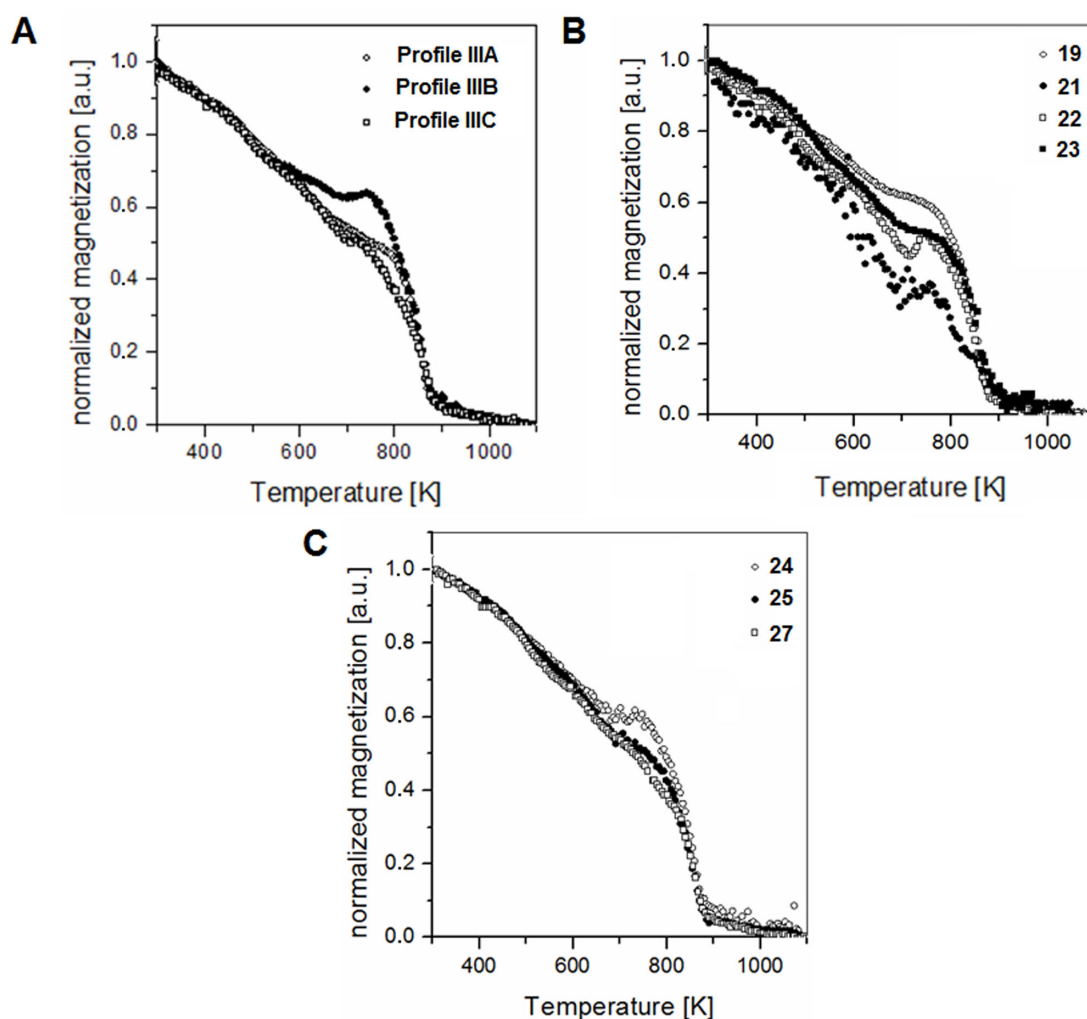 A
normalized magnetization [a.u.]
1.0
0.8
0.6
0.4
0.2
0.0
Profile IIIA
Profile IIIB
Profile IIIC
400 600 800 1000
Temperature [K]
B
normalized magnetization [a.u.]
1.0
0.8
0.6
0.4
0.2
0.0
19
21
22
23
400 600 800 1000
Temperature [K]
C
normalized magnetization [a.u.]
1.0
0.8
0.6
0.4
0.2
0.0
24
25
27
400 600 800 1000
Temperature [K]